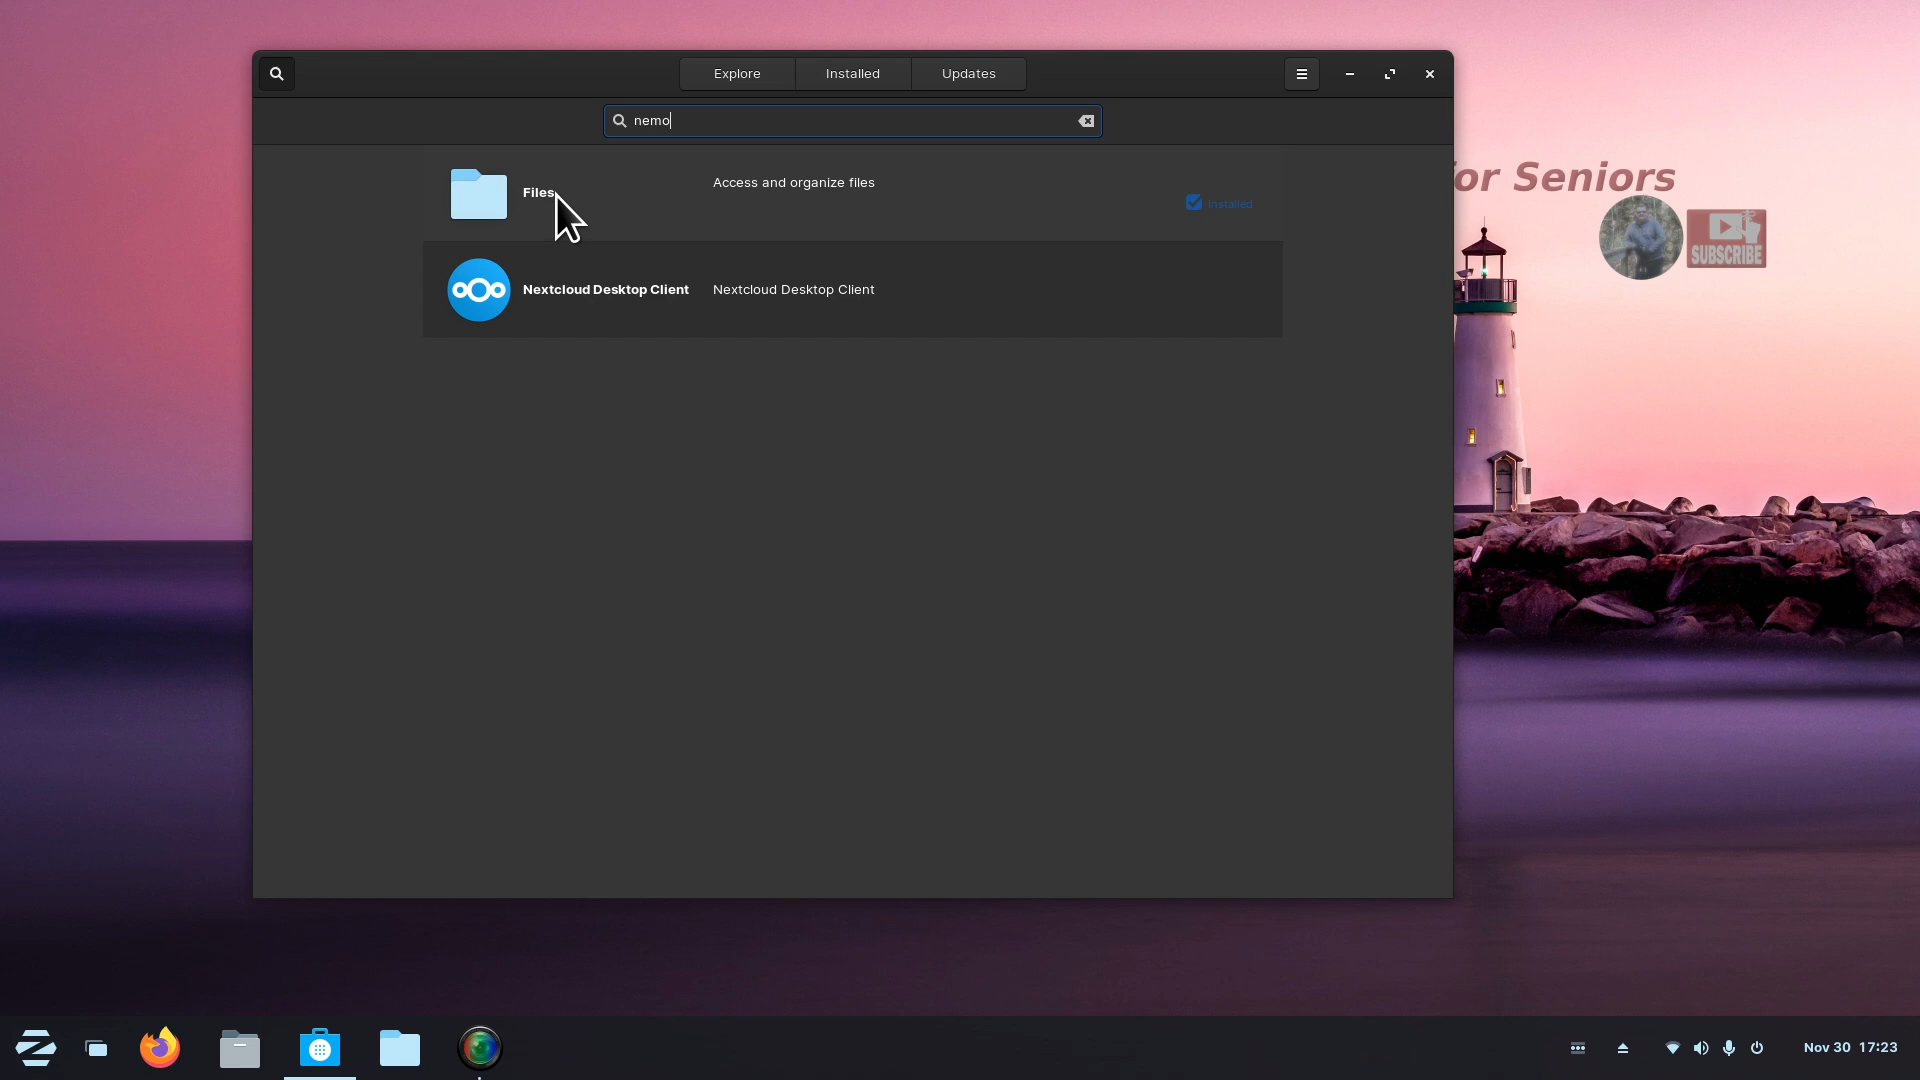 Explore
Installed
Updates
nemo
Files
Access and organize files
Installed
Nextcloud Desktop Client
Nextcloud Desktop Client
for Seniors
SUBSCRIBE
Nov 30 17:23